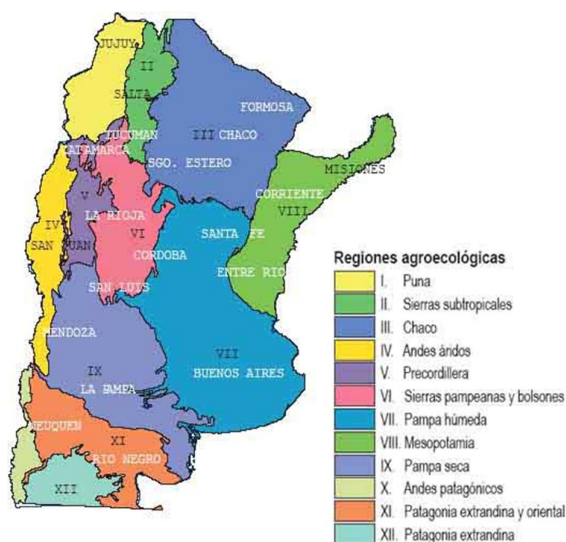 JUJUY
II
SALTA
FORMOSA
TUCUMAN
III CHACO
CATAMARCA
SGO. ESTERO
MISIONES
V
CORRIENTE
LA RIOJA
VIII
IV
VI
SANTA FE
SAN JUAN
CORDOBA
ENTRE RIO
SAN LUIS
MENDOZA
VII
IX
BUENOS AIRES
LA PAMPA
NEUQUEN
XI
RIO NEGRO
XII
Regiones agroecológicas
I. Puna
II. Sierras subtropicales
III. Chaco
IV. Andes áridos
V. Precordillera
VI. Sierras pampeanas y bolsones
VII. Pampa húmeda
VIII. Mesopotamia
IX. Pampa seca
X. Andes patagónicos
XI. Patagonia extrandina y oriental
XII. Patagonia extrandina